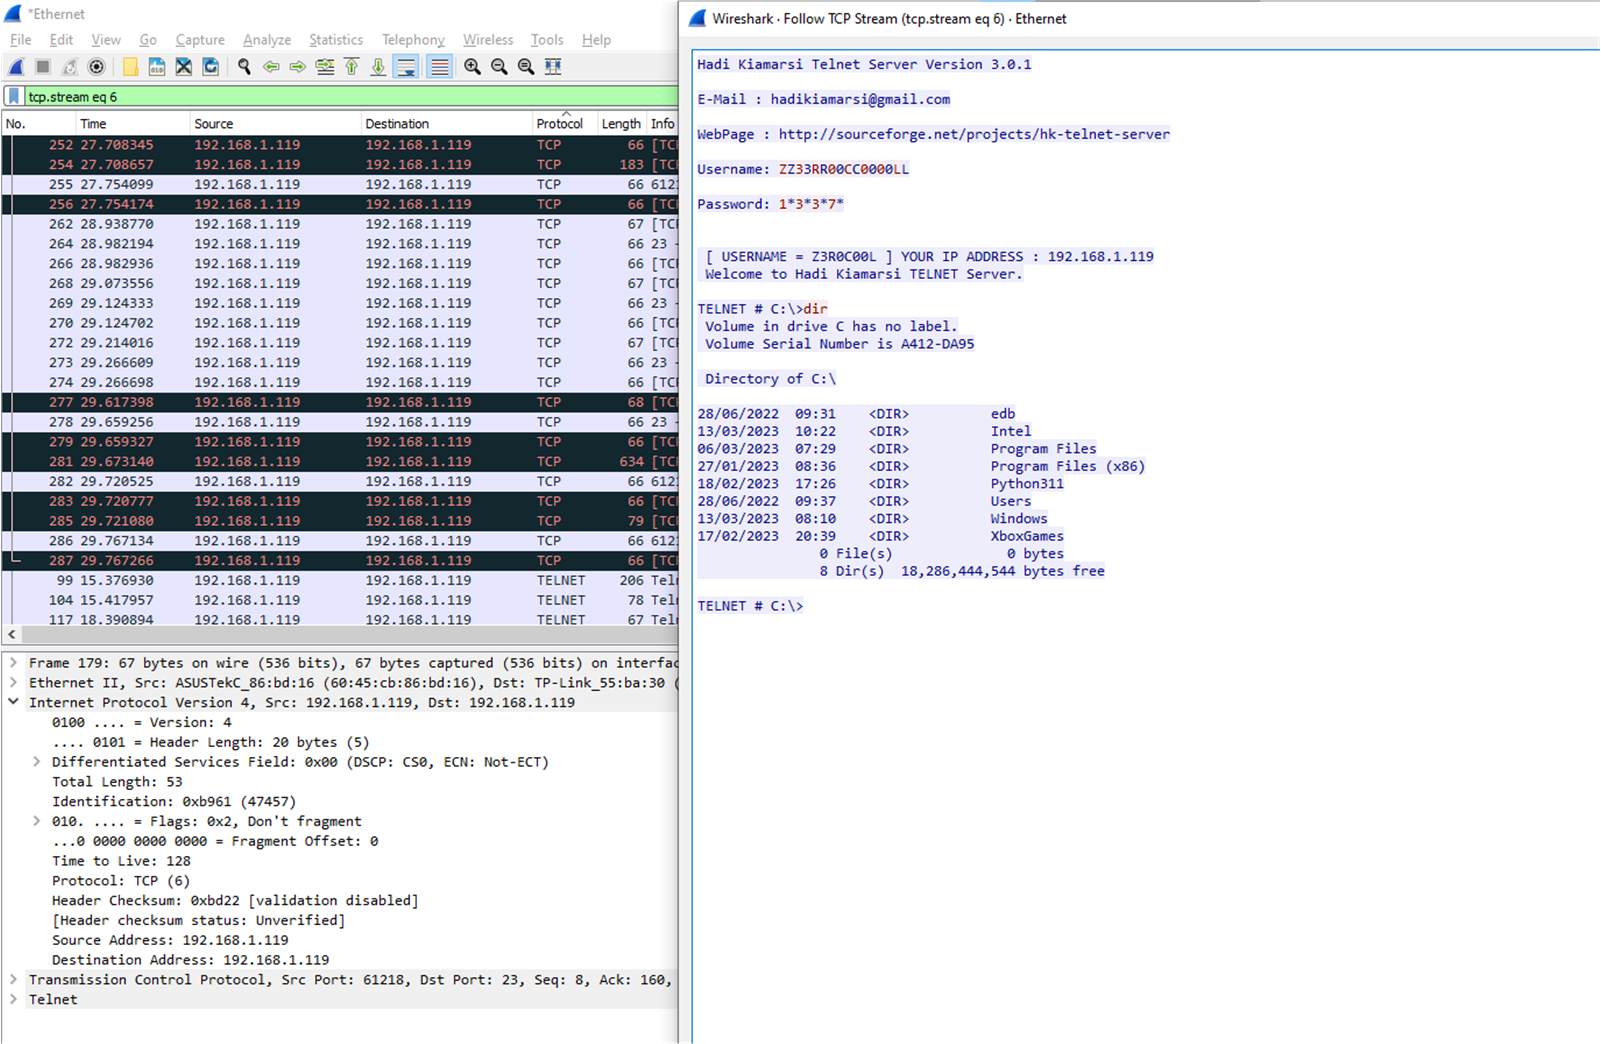 *Ethernet
File Edit View Go Capture Analyze Statistics Telephony Wireless Tools Help
tcp.stream eq 6
No. Time Source Destination Protocol Length Info
252 27.708345 192.168.1.119 192.168.1.119 TCP 66 [TC
254 27.708657 192.168.1.119 192.168.1.119 TCP 183 [TC
255 27.754099 192.168.1.119 192.168.1.119 TCP 66 612
256 27.754174 192.168.1.119 192.168.1.119 TCP 66 [TC
262 28.938770 192.168.1.119 192.168.1.119 TCP 67 [TC
264 28.982194 192.168.1.119 192.168.1.119 TCP 66 23 -
266 28.982936 192.168.1.119 192.168.1.119 TCP 66 [TC
268 29.073556 192.168.1.119 192.168.1.119 TCP 67 [TC
269 29.124333 192.168.1.119 192.168.1.119 TCP 66 23 -
270 29.124702 192.168.1.119 192.168.1.119 TCP 66 [TC
272 29.214016 192.168.1.119 192.168.1.119 TCP 67 [TC
273 29.266609 192.168.1.119 192.168.1.119 TCP 66 23 -
274 29.266698 192.168.1.119 192.168.1.119 TCP 66 [TC
277 29.617398 192.168.1.119 192.168.1.119 TCP 68 [TC
278 29.659256 192.168.1.119 192.168.1.119 TCP 66 23 -
279 29.659327 192.168.1.119 192.168.1.119 TCP 66 [TC
281 29.673140 192.168.1.119 192.168.1.119 TCP 634 [TC
282 29.720525 192.168.1.119 192.168.1.119 TCP 66 612
283 29.720777 192.168.1.119 192.168.1.119 TCP 66 [TC
285 29.721080 192.168.1.119 192.168.1.119 TCP 79 [TC
286 29.767134 192.168.1.119 192.168.1.119 TCP 66 612
287 29.767266 192.168.1.119 192.168.1.119 TCP 66 [TC
99 15.376930 192.168.1.119 192.168.1.119 TELNET 206 Tel
104 15.417957 192.168.1.119 192.168.1.119 TELNET 78 Tel
117 18.390894 192.168.1.119 192.168.1.119 TELNET 67 Tel
Frame 179: 67 bytes on wire (536 bits), 67 bytes captured (536 bits) on interfac
Ethernet II, Src: ASUSTekC_86:bd:16 (60:45:cb:86:bd:16), Dst: TP-Link_55:ba:30 (
Internet Protocol Version 4, Src: 192.168.1.119, Dst: 192.168.1.119
0100 .... = Version: 4
.... 0101 = Header Length: 20 bytes (5)
Differentiated Services Field: 0x00 (DSCP: CS0, ECN: Not-ECT)
Total Length: 53
Identification: 0xb961 (47457)
010. .... = Flags: 0x2, Don't fragment
...0 0000 0000 0000 = Fragment Offset: 0
Time to Live: 128
Protocol: TCP (6)
Header Checksum: 0xbd22 [validation disabled]
[Header checksum status: Unverified]
Source Address: 192.168.1.119
Destination Address: 192.168.1.119
Transmission Control Protocol, Src Port: 61218, Dst Port: 23, Seq: 8, Ack: 160,
Telnet
Wireshark · Follow TCP Stream (tcp.stream eq 6) · Ethernet
Hadi Kiamarsi Telnet Server Version 3.0.1
E-Mail : hadikiamarsi@gmail.com
WebPage : http://sourceforge.net/projects/hk-telnet-server
Username: ZZ33RR00CC0000LL
Password: 1*3*3*7*
[ USERNAME = Z3R0C00L ] YOUR IP ADDRESS : 192.168.1.119
Welcome to Hadi Kiamarsi TELNET Server.
TELNET # C:\>dir
Volume in drive C has no label.
Volume Serial Number is A412-DA95
Directory of C:\
28/06/2022 09:31 <DIR> edb
13/03/2023 10:22 <DIR> Intel
06/03/2023 07:29 <DIR> Program Files
27/01/2023 08:36 <DIR> Program Files (x86)
18/02/2023 17:26 <DIR> Python311
28/06/2022 09:37 <DIR> Users
13/03/2023 08:10 <DIR> Windows
17/02/2023 20:39 <DIR> XboxGames
0 File(s) 0 bytes
8 Dir(s) 18,286,444,544 bytes free
TELNET # C:\>